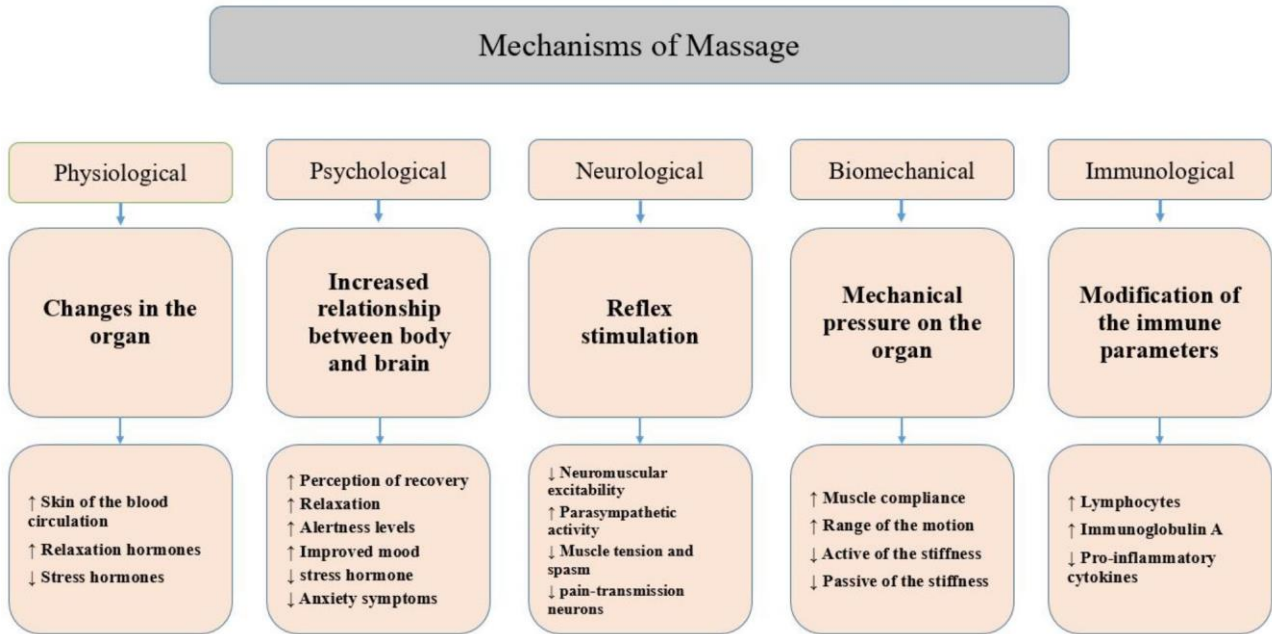 Mechanisms of Massage
Physiological
Psychological
Neurological
Biomechanical
Immunological
Changes in the
organ
Increased
relationship
between body
and brain
Reflex
stimulation
Mechanical
pressure on the
organ
Modification of
the immune
parameters
↑ Skin of the blood
circulation
↑ Relaxation hormones
↓ Stress hormones
↑ Perception of recovery
↑ Relaxation
↑ Alertness levels
↑ Improved mood
↓ stress hormone
↓ Anxiety symptoms
↓ Neuromuscular
excitability
↑ Parasympathetic
activity
↓ Muscle tension and
spasm
↓ pain-transmission
neurons
↑ Muscle compliance
↑ Range of the motion
↓ Active of the stiffness
↓ Passive of the stiffness
↑ Lymphocytes
↑ Immunoglobulin A
↓ Pro-inflammatory
cytokines